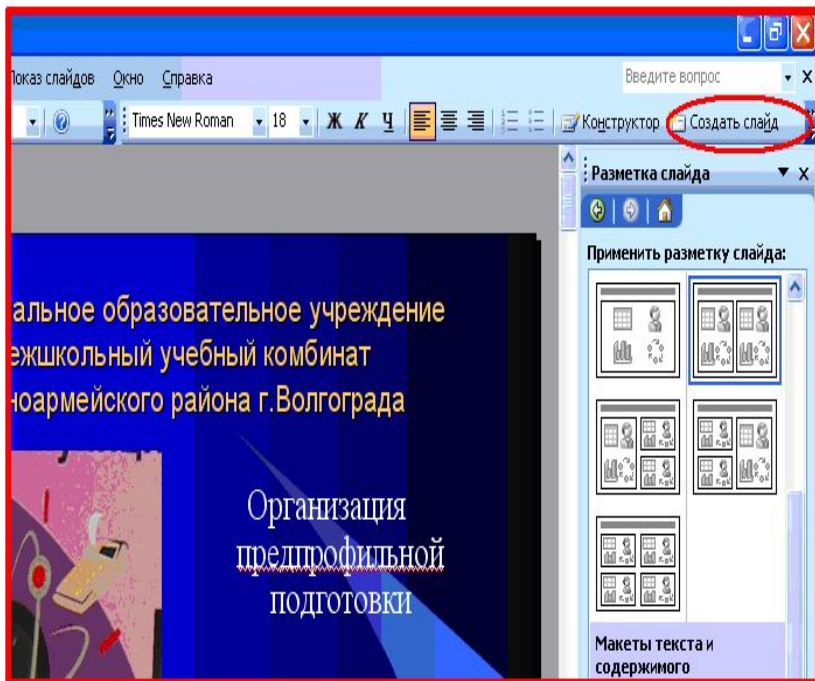 Показ слайдов Окно Справка Введите вопрос
Times New Roman 18 Ж К Ч Конструктор Создать слайд
Разметка слайда
Применить разметку слайда:
альное образовательное учреждение
ежшкольный учебный комбинат
ноармейского района г.Волгограда
Организация
предпрофильной
подготовки
Макеты текста и
содержимого